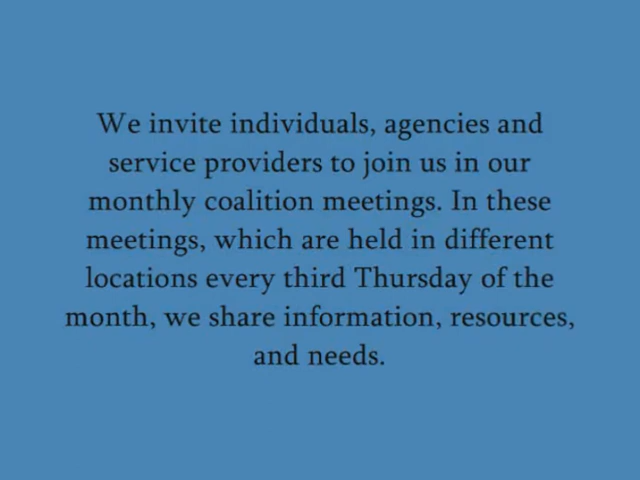 We invite individuals, agencies and
service providers to join us in our
monthly coalition meetings. In these
meetings, which are held in different
locations every third Thursday of the
month, we share information, resources,
and needs.